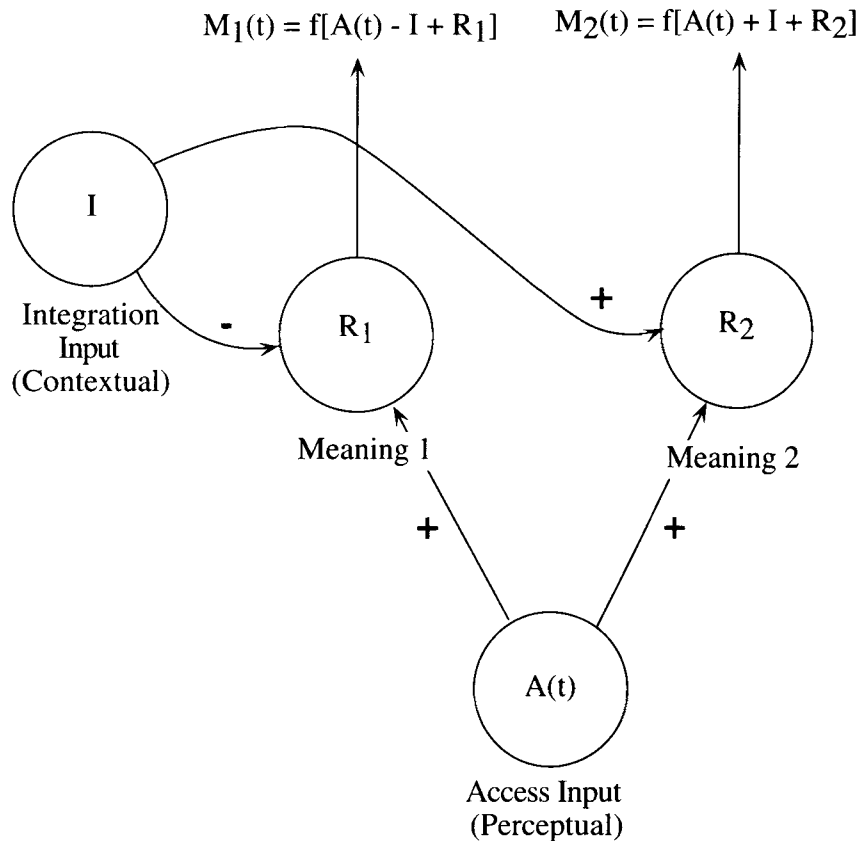 M1(t) = f[A(t) - I + R1]
M2(t) = f[A(t) + I + R2]
I
Integration
Input
(Contextual)
-
+
R1
R2
Meaning 1
Meaning 2
+
+
A(t)
Access Input
(Perceptual)